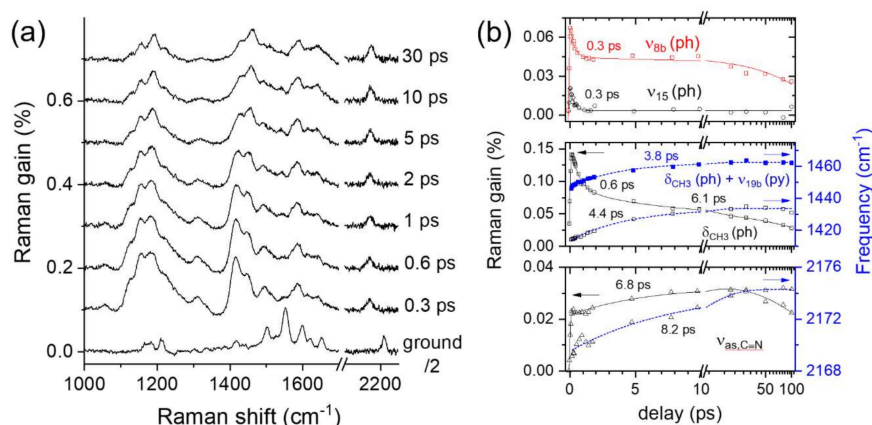 (a)
30 ps
10 ps
5 ps
2 ps
1 ps
0.6 ps
0.3 ps
ground
/2
0.6
0.4
0.2
0.0
Raman gain (%)
1000 1200 1400 1600 2200
Raman shift (cm⁻¹)
(b)
0.06
0.03
0.00
0.3 ps
ν8b (ph)
0.3 ps
ν15 (ph)
0.15
0.10
0.05
0.00
3.8 ps
δCH3 (ph) + ν19b (py)
0.6 ps
6.1 ps
4.4 ps
δCH3 (ph)
1460
1440
1420
Raman gain (%)
Frequency (cm⁻¹)
0.04
0.02
0.00
6.8 ps
8.2 ps
νas,C≡N
2176
2172
2168
0 5 10 50 100
delay (ps)